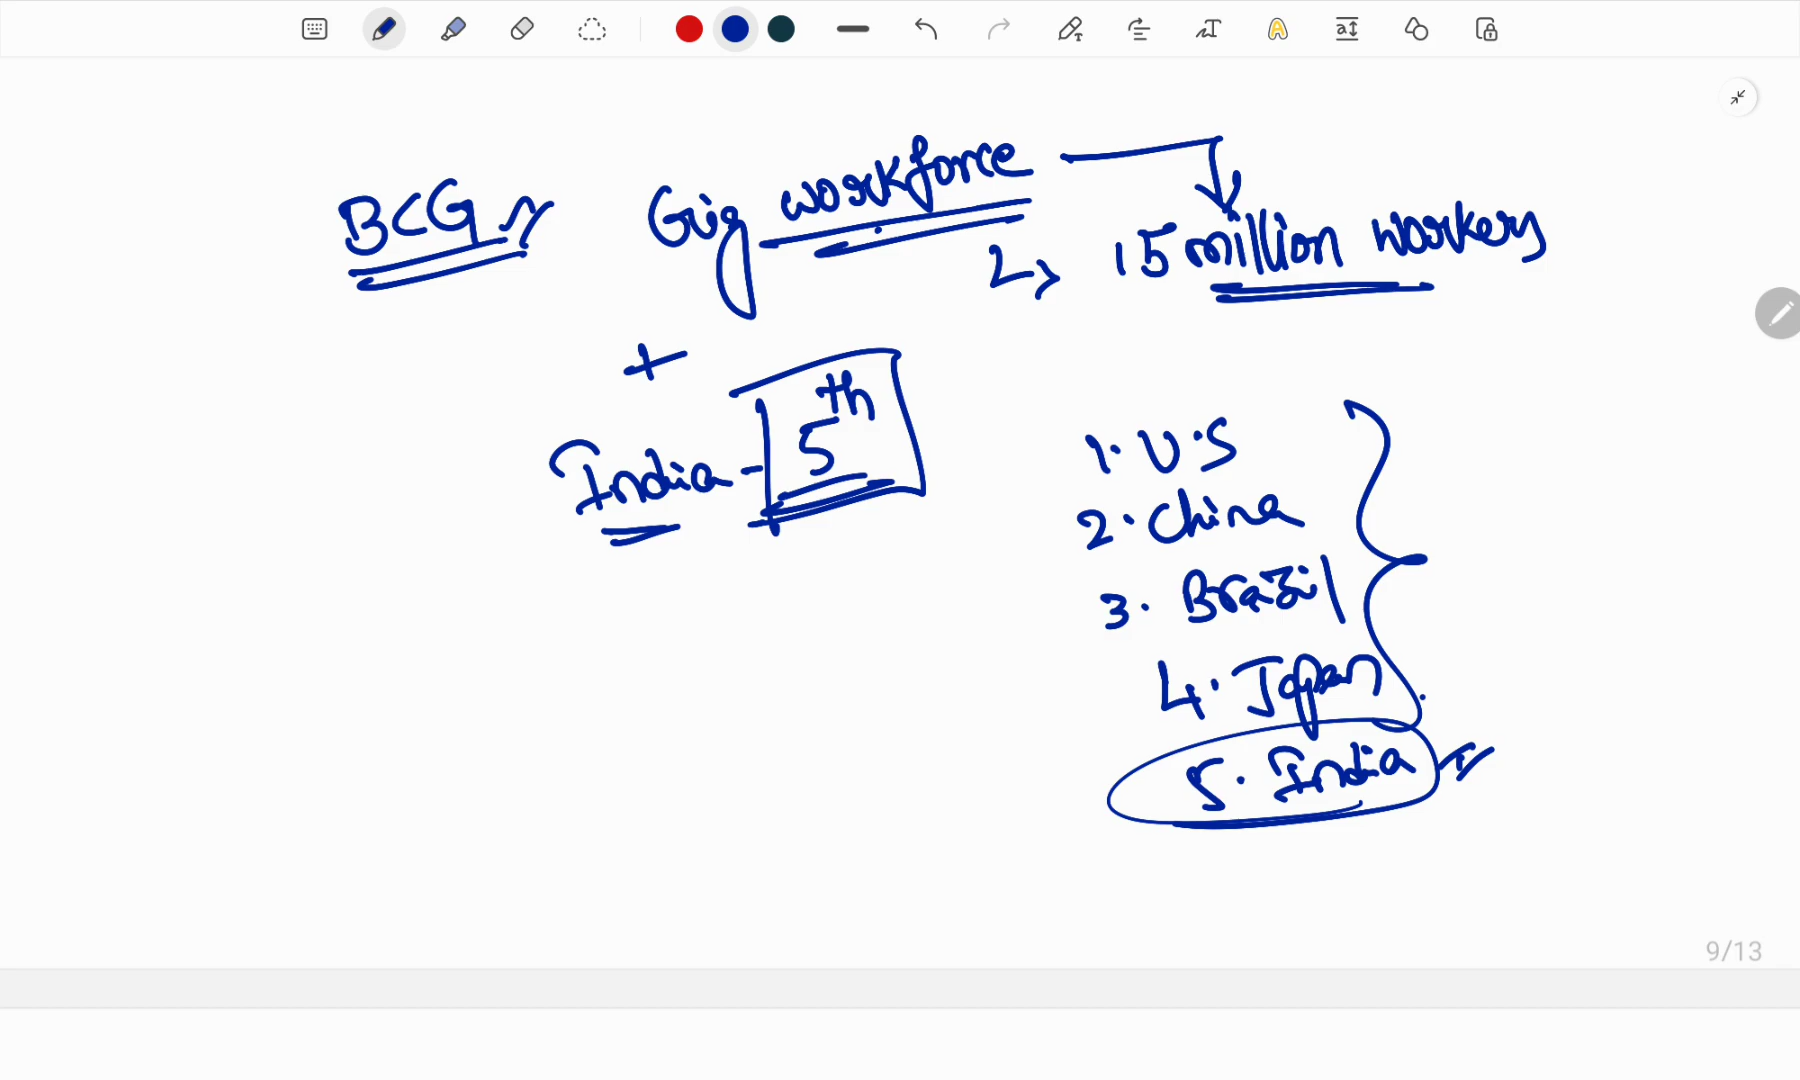 BCG Gig workforce
15 million workers
+
India - 5th
1. U.S
2. China
3. Brazil
4. Japan
5. India
9/13